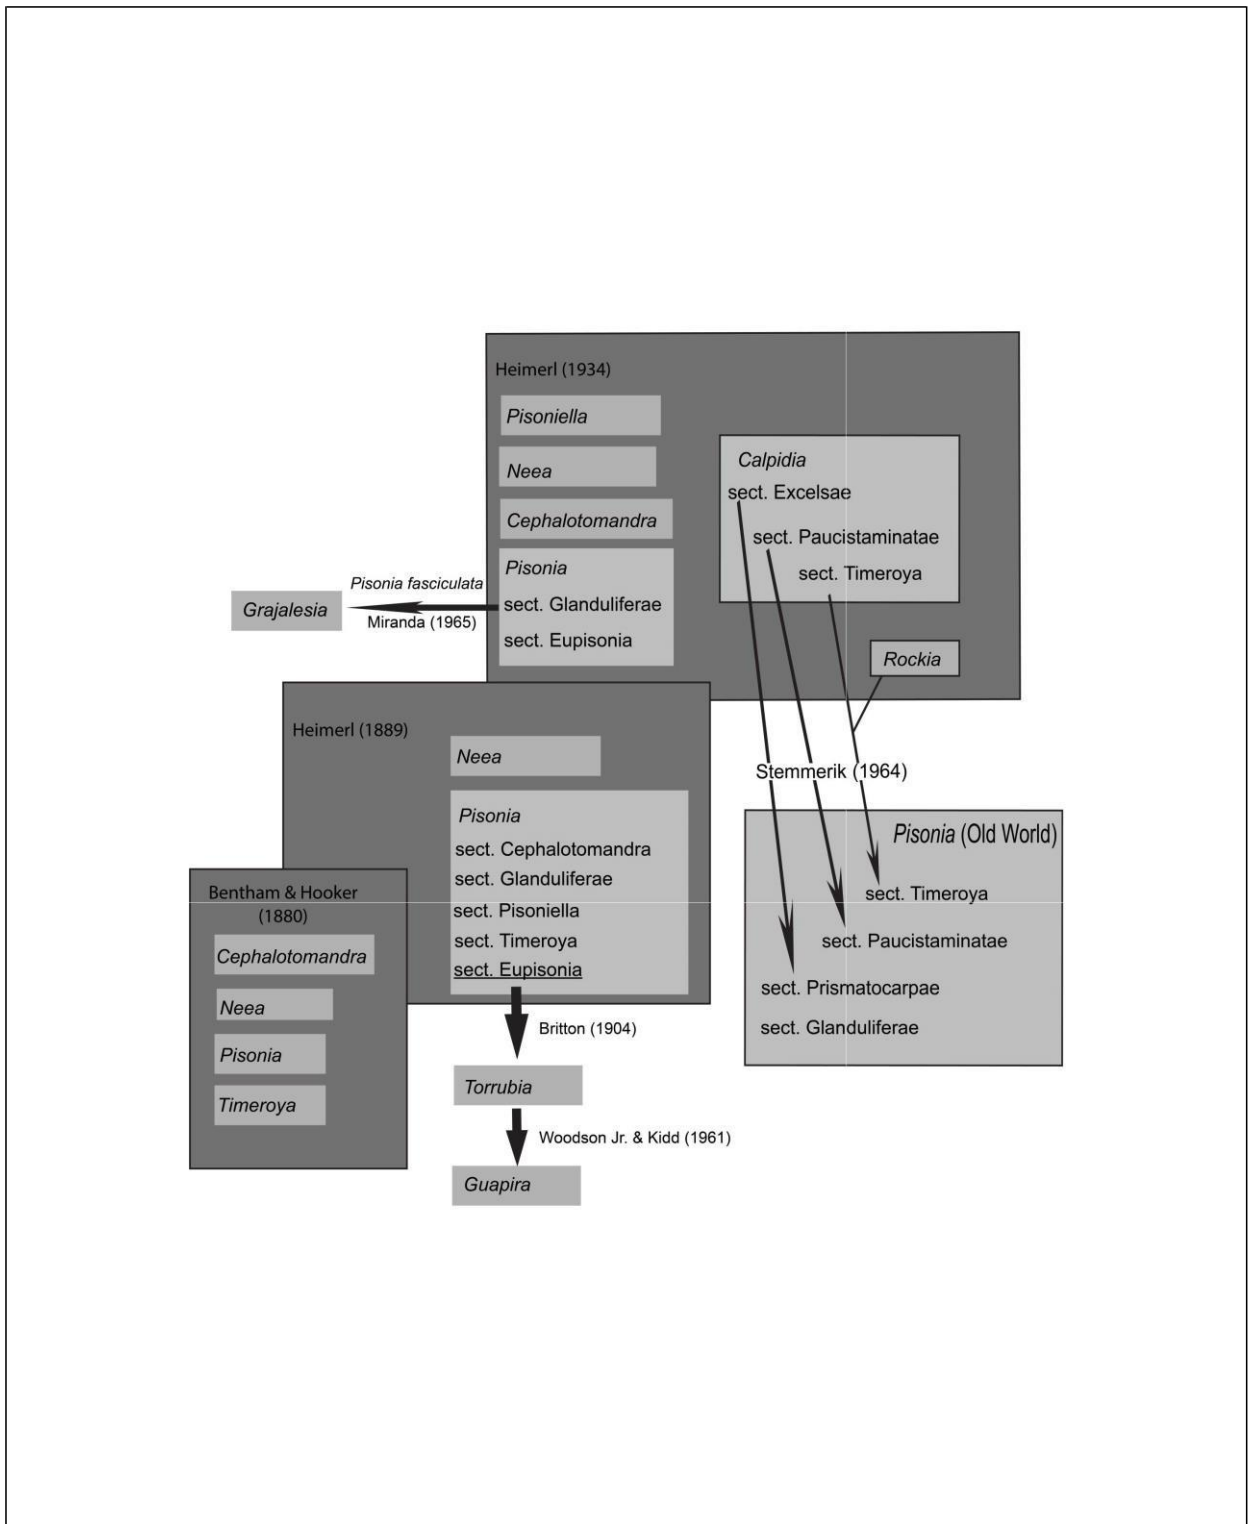 Heimerl (1934)
Pisoniella
Neea
Cephalotomandra
Pisonia
sect. Glanduliferae
sect. Eupisonia
Calpidia
sect. Excelsae
sect. Paucistaminatae
sect. Timeroya
Rockia
Pisonia fasciculata
Miranda (1965)
Grajalesia
Heimerl (1889)
Neea
Pisonia
sect. Cephalotomandra
sect. Glanduliferae
sect. Pisoniella
sect. Timeroya
sect. Eupisonia
Stemmerik (1964)
Pisonia (Old World)
sect. Timeroya
sect. Paucistaminatae
sect. Prismatocarpae
sect. Glanduliferae
Bentham & Hooker
(1880)
Cephalotomandra
Neea
Pisonia
Timeroya
Britton (1904)
Torrubia
Woodson Jr. & Kidd (1961)
Guapira